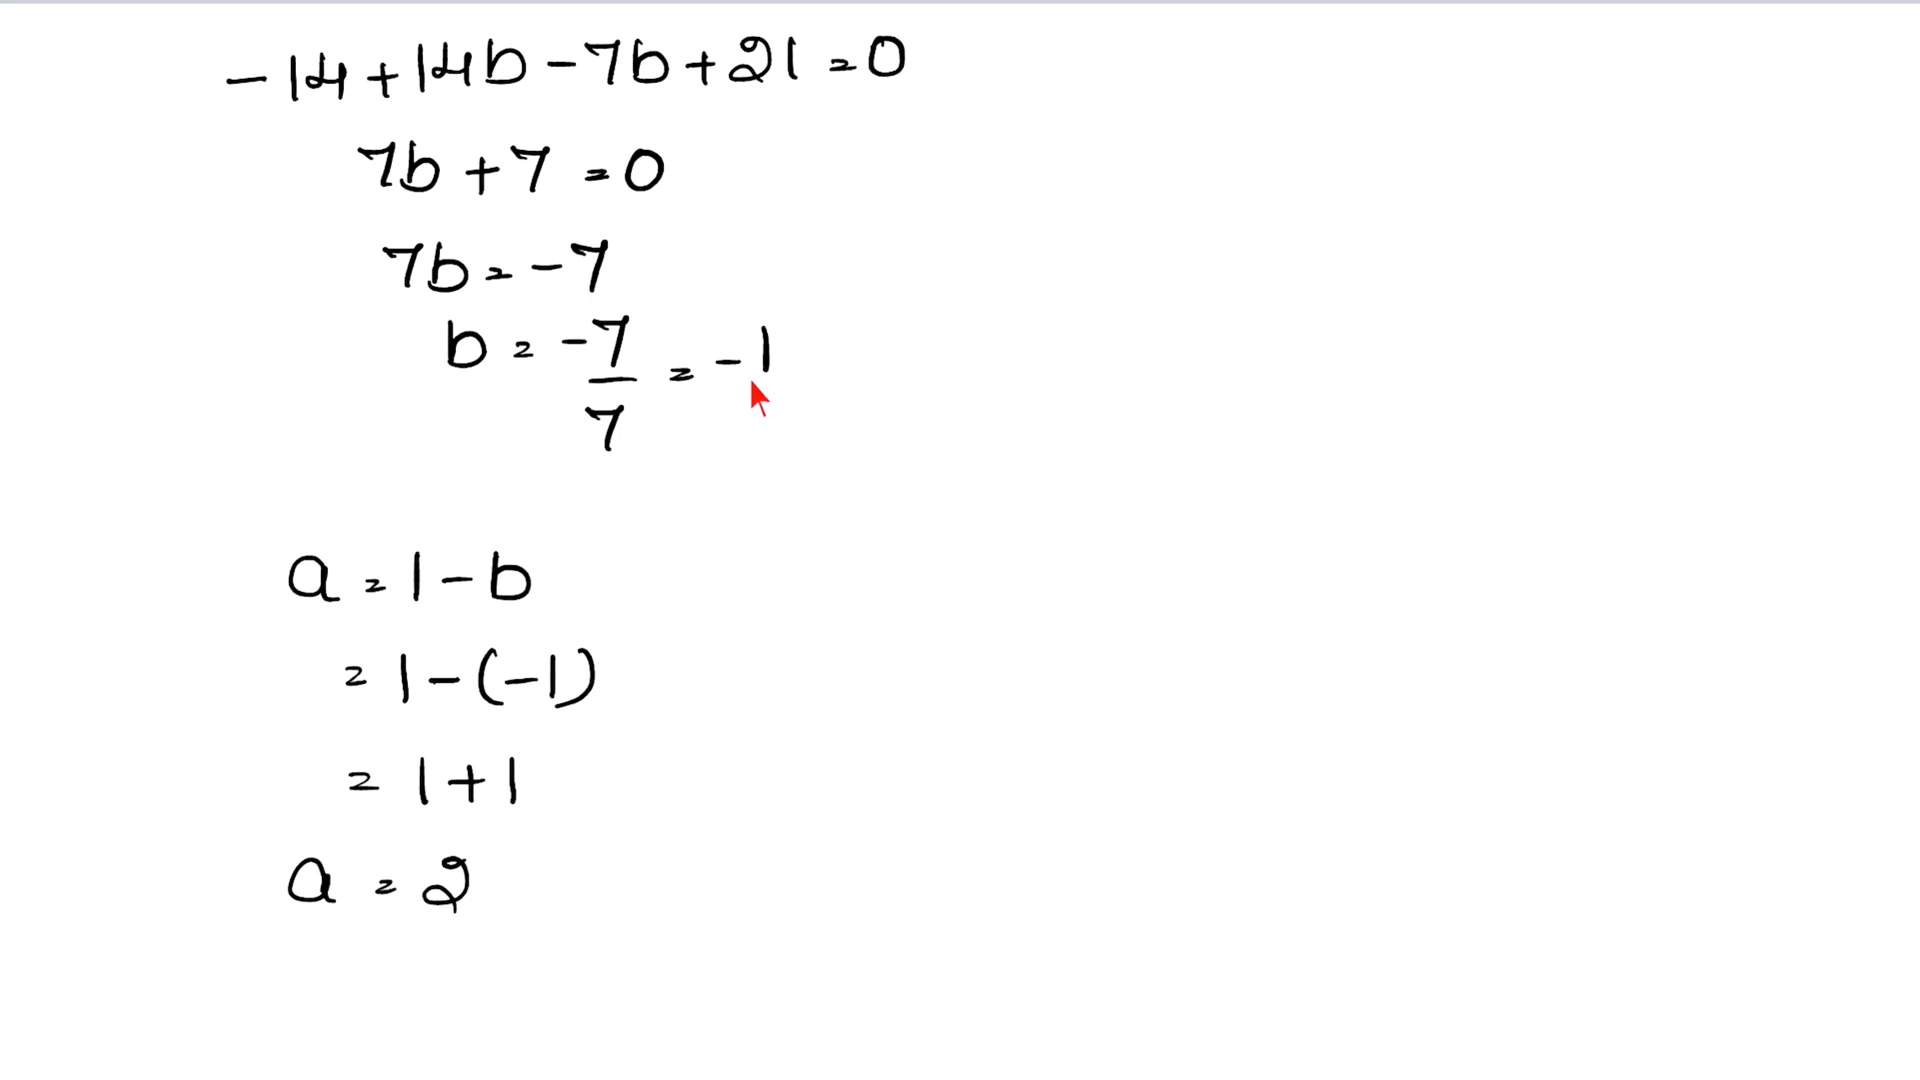 -14+14b-7b+21=0
7b+7=0
7b=-7
b=-7/7=-1
a=1-b
=1-(-1)
=1+1
a=2